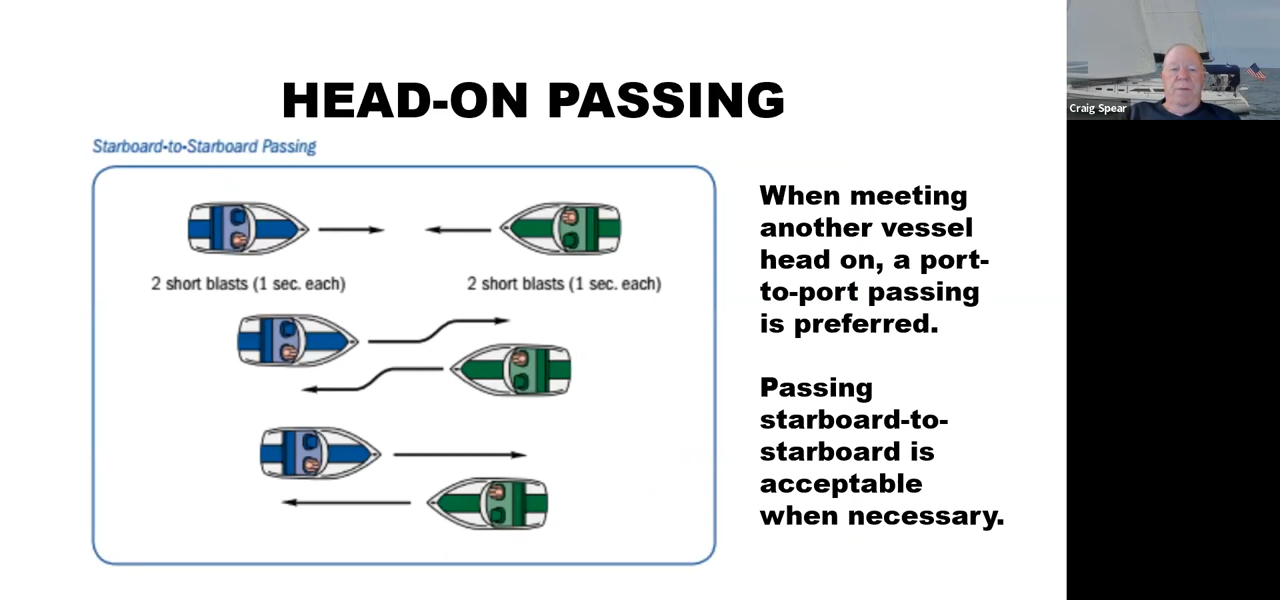 HEAD-ON PASSING
Starboard-to-Starboard Passing
2 short blasts (1 sec. each)
2 short blasts (1 sec. each)
When meeting
another vessel
head on, a port-
to-port passing
is preferred.
Passing
starboard-to-
starboard is
acceptable
when necessary.
Craig Spear